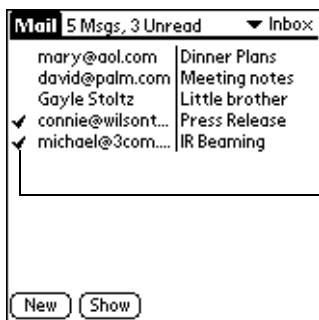 Mail 5 Msgs, 3 Unread Inbox
mary@aol.com Dinner Plans
david@palm.com Meeting notes
Gayle Stoltz Little brother
connie@wilsont... Press Release
michael@3com.... IR Beaming
New Show